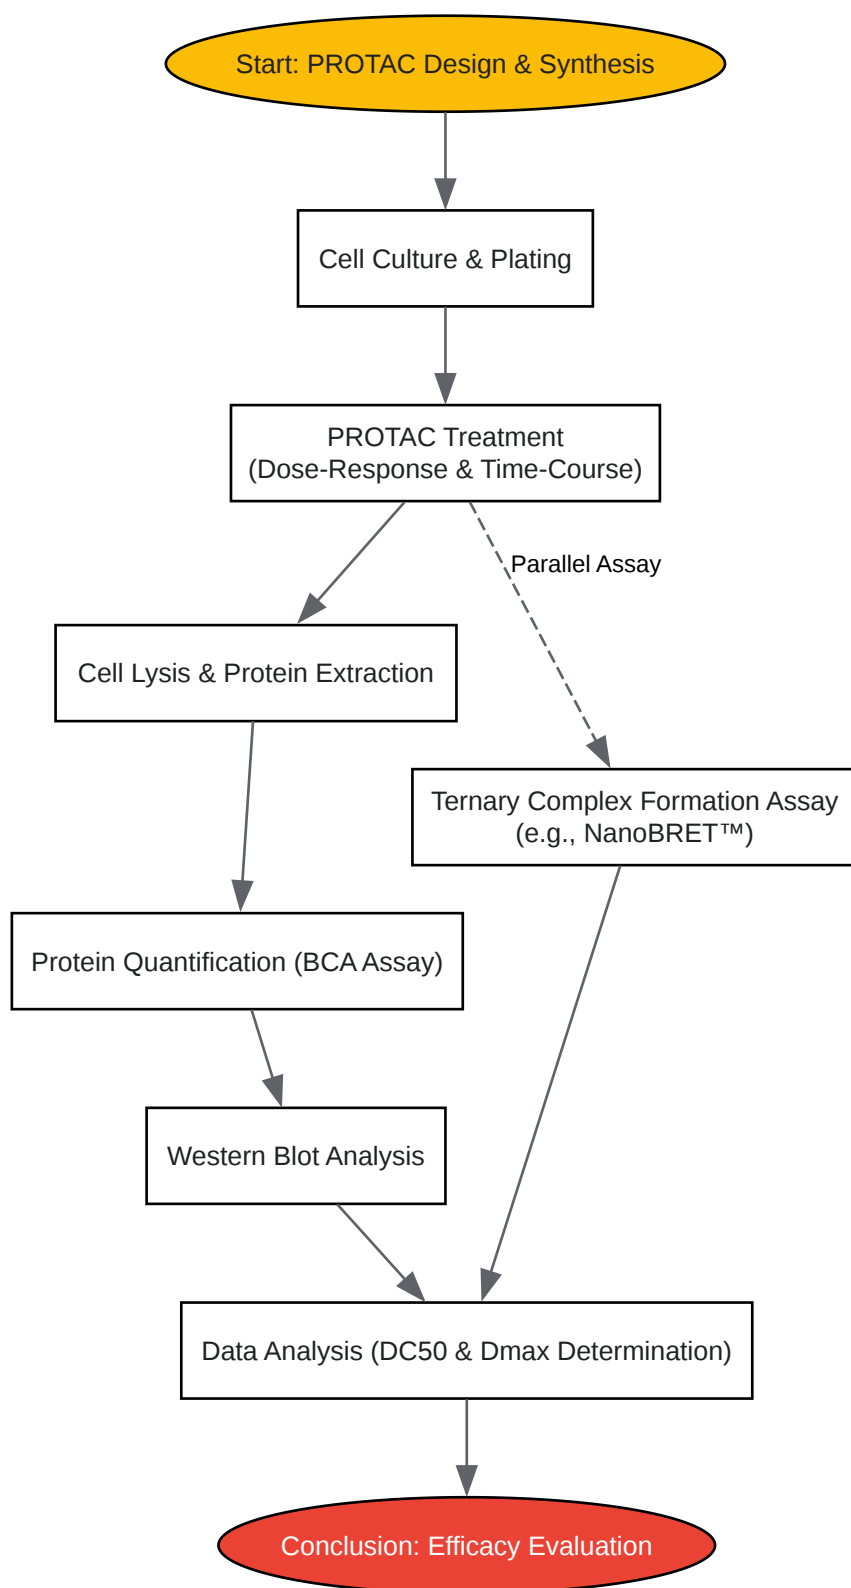 Start: PROTAC Design & Synthesis
Cell Culture & Plating
PROTAC Treatment
(Dose-Response & Time-Course)
Parallel Assay
Cell Lysis & Protein Extraction
Ternary Complex Formation Assay
(e.g., NanoBRET™)
Protein Quantification (BCA Assay)
Western Blot Analysis
Data Analysis (DC50 & Dmax Determination)
Conclusion: Efficacy Evaluation